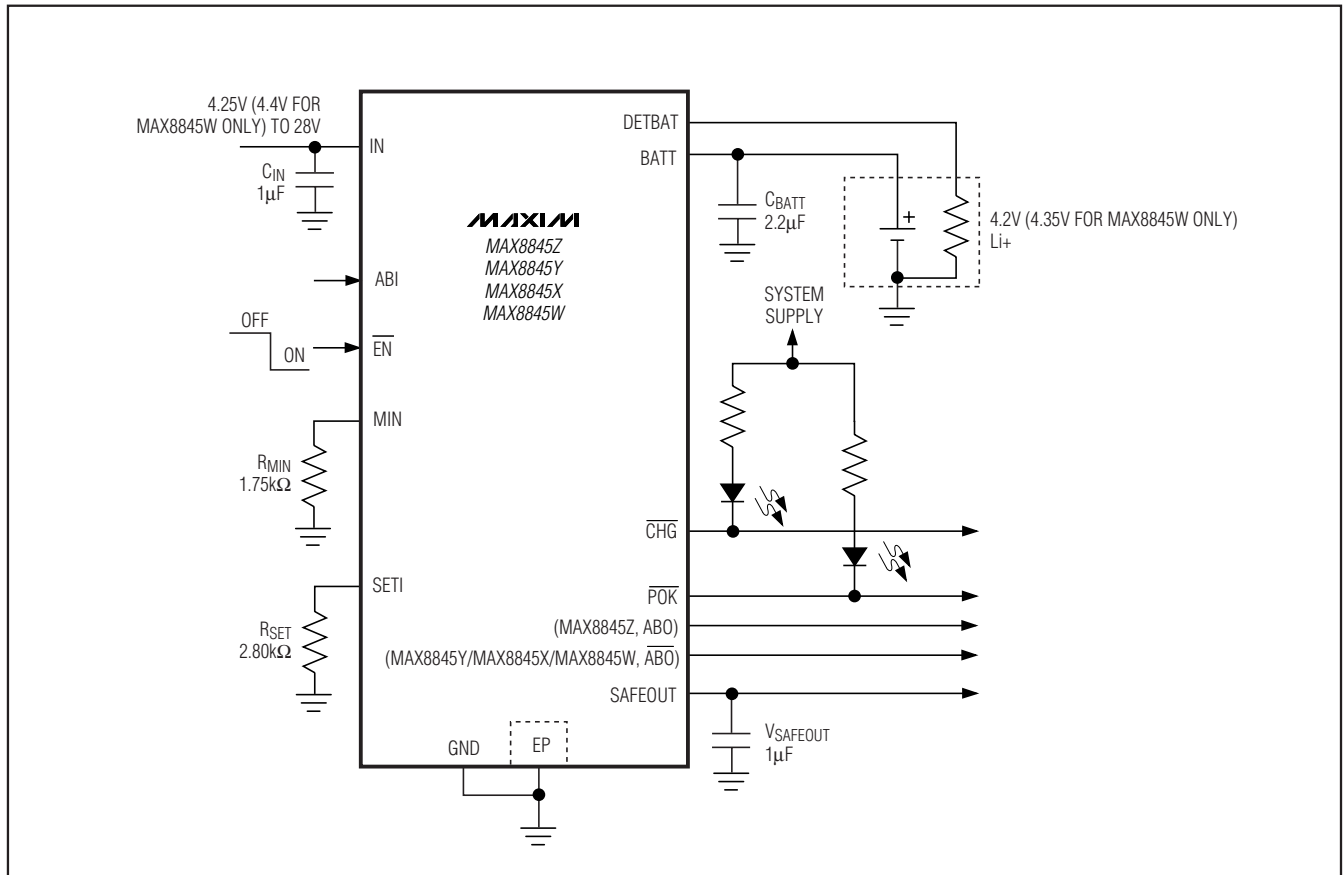 4.25V (4.4V FOR
MAX8845W ONLY) TO 28V
IN
CIN
1µF
MAXIM
MAX8845Z
MAX8845Y
MAX8845X
MAX8845W
DETBAT
BATT
CBATT
2.2µF
+
4.2V (4.35V FOR MAX8845W ONLY)
Li+
ABI
OFF
ON
EN
SYSTEM
SUPPLY
MIN
RMIN
1.75kΩ
CHG
SETI
POK
RSET
2.80kΩ
(MAX8845Z, ABO)
(MAX8845Y/MAX8845X/MAX8845W, ABO)
SAFEOUT
VSAFEOUT
1µF
GND
EP